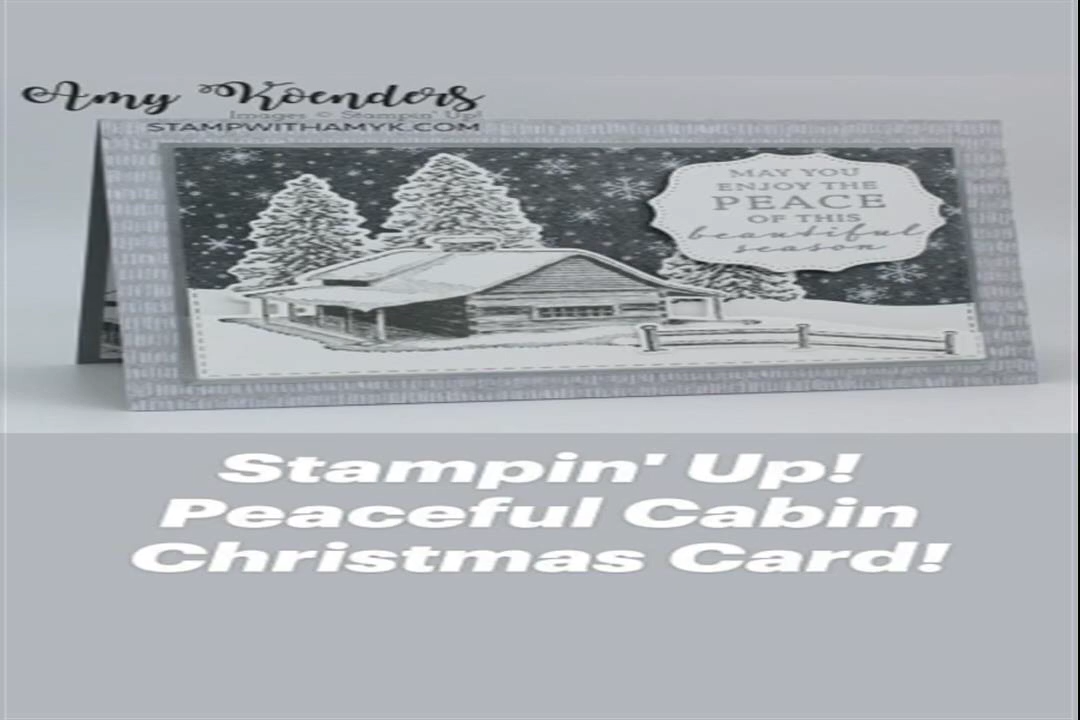 Amy Koenders
Images © Stampin' Up!
STAMPWITHAMYK.COM
MAY YOU
ENJOY THE
PEACE
OF THIS
beautiful
season
Stampin' Up!
Peaceful Cabin
Christmas Card!